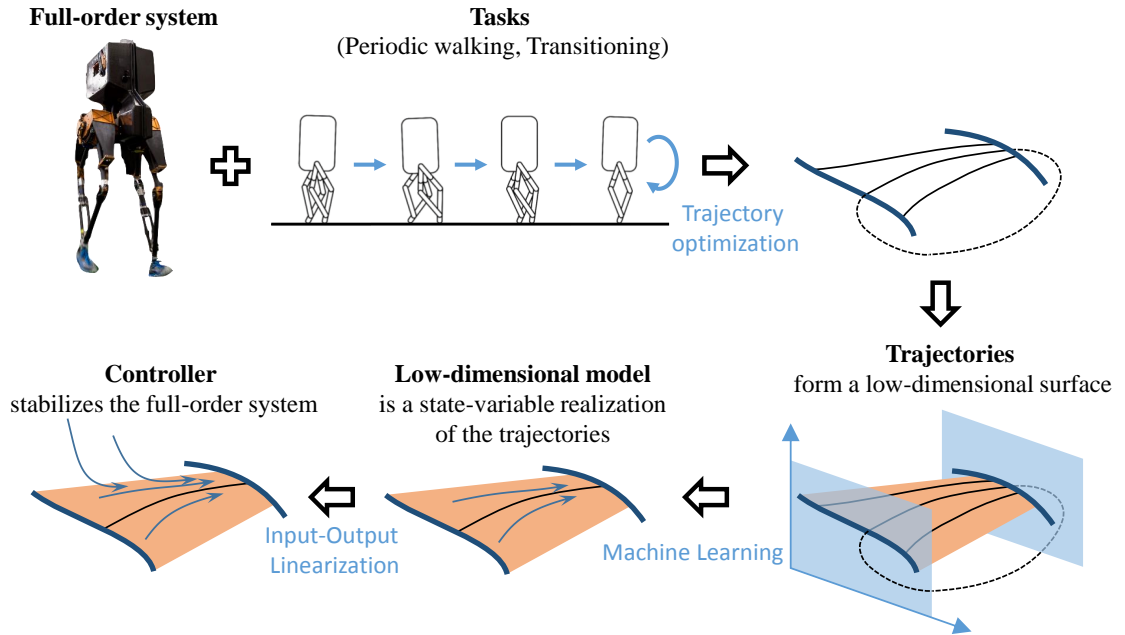 Full-order system
Tasks
(Periodic walking, Transitioning)
Trajectory
optimization
Trajectories
form a low-dimensional surface
Machine Learning
Low-dimensional model
is a state-variable realization
of the trajectories
Input-Output
Linearization
Controller
stabilizes the full-order system